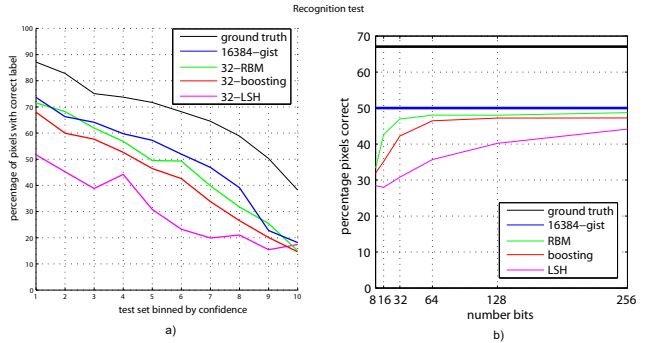 Recognition test
percentage of pixels with correct label
100
90
80
70
60
50
40
30
20
10
0
1 2 3 4 5 6 7 8 9 10
test set binned by confidence
a)
ground truth
16384-gist
32-RBM
32-boosting
32-LSH
percentage pixels correct
70
60
50
40
30
20
10
0
8 16 32 64 128 256
number bits
b)
ground truth
16384-gist
RBM
boosting
LSH